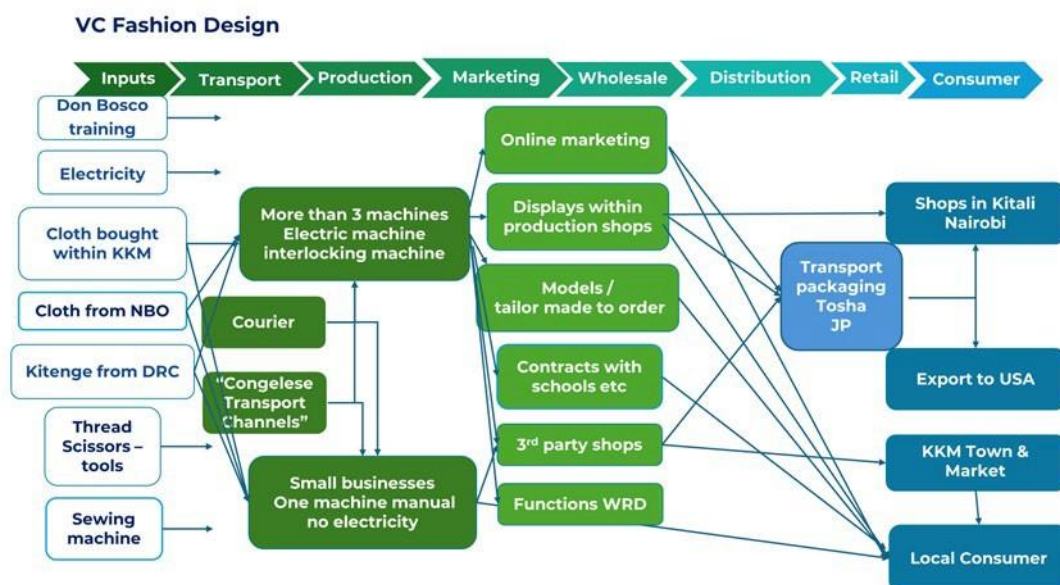 VC Fashion Design
Inputs
Transport
Production
Marketing
Wholesale
Distribution
Retail
Consumer
Don Bosco
training
Electricity
Cloth bought
within KKM
Cloth from NBO
Kitenge from DRC
Thread
Scissors –
tools
Sewing
machine
More than 3 machines
Electric machine
interlocking machine
Courier
"Congelese
Transport
Channels"
Small businesses
One machine manual
no electricity
Online marketing
Displays within
production shops
Models /
tailor made to order
Contracts with
schools etc
3rd party shops
Functions WRD
Transport
packaging
Tosha
JP
Shops in Kitali
Nairobi
Export to USA
KKM Town &
Market
Local Consumer